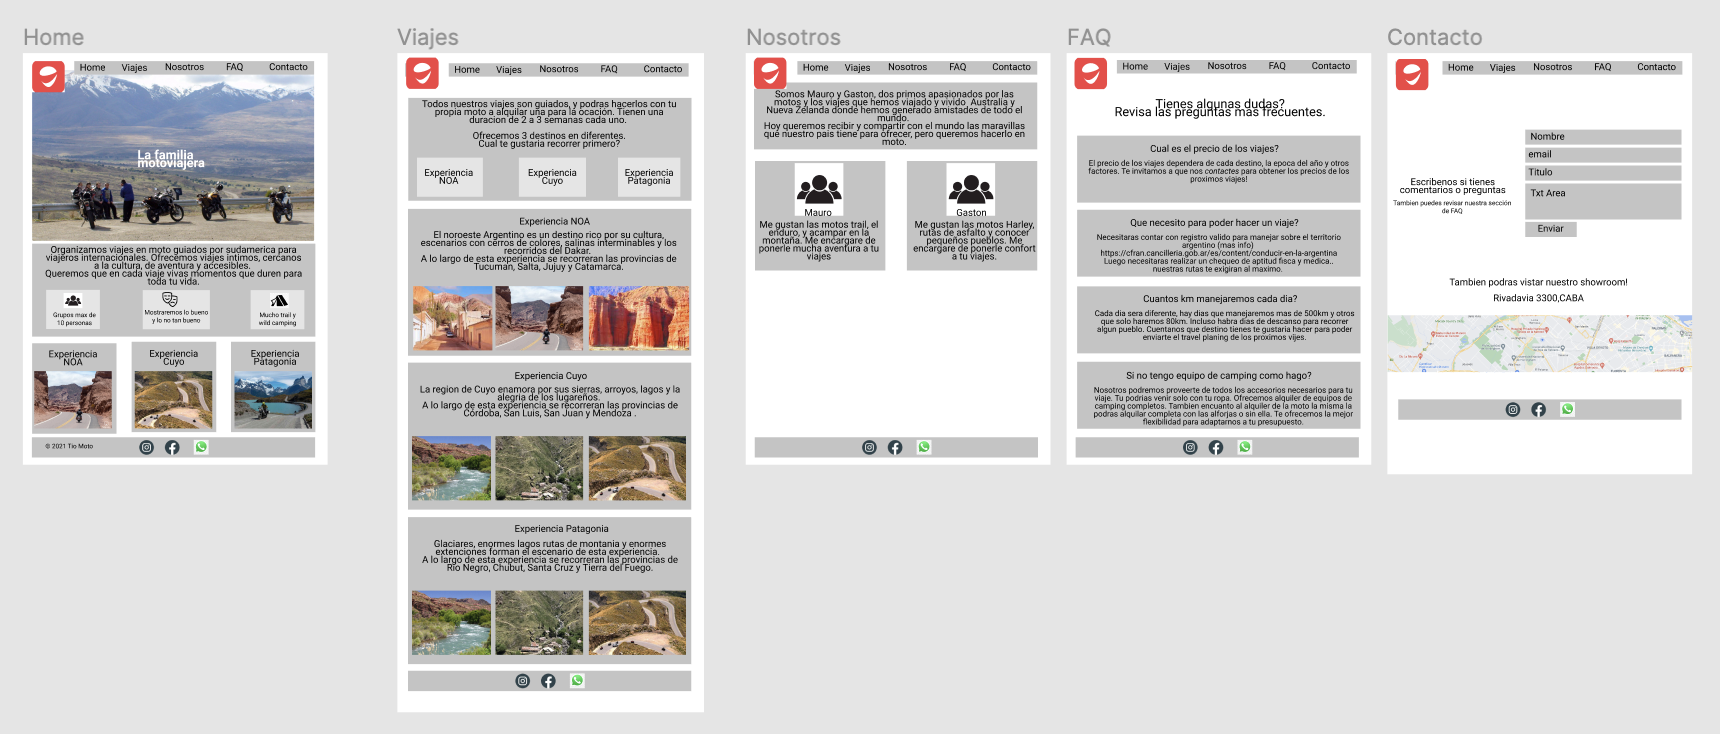 Home
Home Viajes Nosotros FAQ Contacto
La familia
motoviajera
Organizamos viajes en moto guiados por sudamerica para
viajeros internacionales. Ofrecemos viajes intimos, cercanos
a la cultura, de aventura y accesibles.
Queremos que en cada viaje vivas momentos que duren para
toda tu vida.
Grupos max de
10 personas
Mostraremos lo bueno
y lo no tan bueno
Mucho trail y
wild camping
Experiencia
NOA
Experiencia
Cuyo
Experiencia
Patagonia
© 2021 Tio Moto
Viajes
Home Viajes Nosotros FAQ Contacto
Todos nuestros viajes son guiados, y podras hacerlos con tu
propia moto a alquilar una para la ocación. Tienen una
duracion de 2 a 3 semanas cada uno.
Ofrecemos 3 destinos en diferentes.
Cual te gustaria recorrer primero?
Experiencia
NOA
Experiencia
Cuyo
Experiencia
Patagonia
Experiencia NOA
El noroeste Argentino es un destino rico por su cultura,
escenarios con cerros de colores, salinas interminables y los
recorridos del Dakar.
A lo largo de esta experiencia se recorreran las provincias de
Tucuman, Salta, Jujuy y Catamarca.
Experiencia Cuyo
La region de Cuyo enamora por sus sierras, arroyos, lagos y la
alegria de los lugareños.
A lo largo de esta experiencia se recorreran las provincias de
Córdoba, San Luis, San Juan y Mendoza .
Experiencia Patagonia
Glaciares, enormes lagos rutas de montania y enormes
extenciones forman el escenario de esta experiencia.
A lo largo de esta experiencia se recorreran las provincias de
Rio Negro, Chubut, Santa Cruz y Tierra del Fuego.
Nosotros
Home Viajes Nosotros FAQ Contacto
Somos Mauro y Gaston, dos primos apasionados por las
motos y los viajes que hemos viajado y vivido Australia y
Nueva Zelanda donde hemos generado amistades de todo el
mundo.
Hoy queremos recibir y compartir con el mundo las maravillas
que nuestro pais tiene para ofrecer, pero queremos hacerlo en
moto.
Mauro
Me gustan las motos trail, el
enduro, y acampar en la
montaña. Me encargare de
ponerle mucha aventura a tu
viajes
Gaston
Me gustan las motos Harley,
rutas de asfalto y conocer
pequeños pueblos. Me
encargare de ponerle confort
a tu viajes.
FAQ
Home Viajes Nosotros FAQ Contacto
Tienes algunas dudas?
Revisa las preguntas mas frecuentes.
Cual es el precio de los viajes?
El precio de los viajes dependera de cada destino, la epoca del año y otros
factores. Te invitamos a que nos contactes para obtener los precios de los
proximos viajes!
Que necesito para poder hacer un viaje?
Necesitaras contar con registro valido para manejar sobre el territorio
argentino (mas info)
https://cfran.cancilleria.gob.ar/es/content/conducir-en-la-argentina
Luego necesitaras realizar un chequeo de aptitud fisca y medica..
nuestras rutas te exigiran al maximo.
Cuantos km manejaremos cada dia?
Cada dia sera diferente, hay dias que manejaremos mas de 500km y otros
que solo haremos 80km. Incluso habra dias de descanso para recorrer
algun pueblo. Cuentanos que destino tienes te gustaria hacer para poder
enviarte el travel planing de los proximos vijes.
Si no tengo equipo de camping como hago?
Nosotros podremos proveerte de todos los accesorios necesarios para tu
viaje. Tu podrias venir solo con tu ropa. Ofrecemos alquiler de equipos de
camping completos. Tambien encuanto al alquiler de la moto la misma la
podras alquilar completa con las alforjas o sin ella. Te ofrecemos la mejor
flexibilidad para adaptarnos a tu presupuesto.
Contacto
Home Viajes Nosotros FAQ Contacto
Escribenos si tienes
comentarios o preguntas
Tambien puedes revisar nuestra sección
de FAQ
Nombre
email
Titulo
Txt Area
Enviar
Tambien podras vistar nuestro showroom!
Rivadavia 3300,CABA